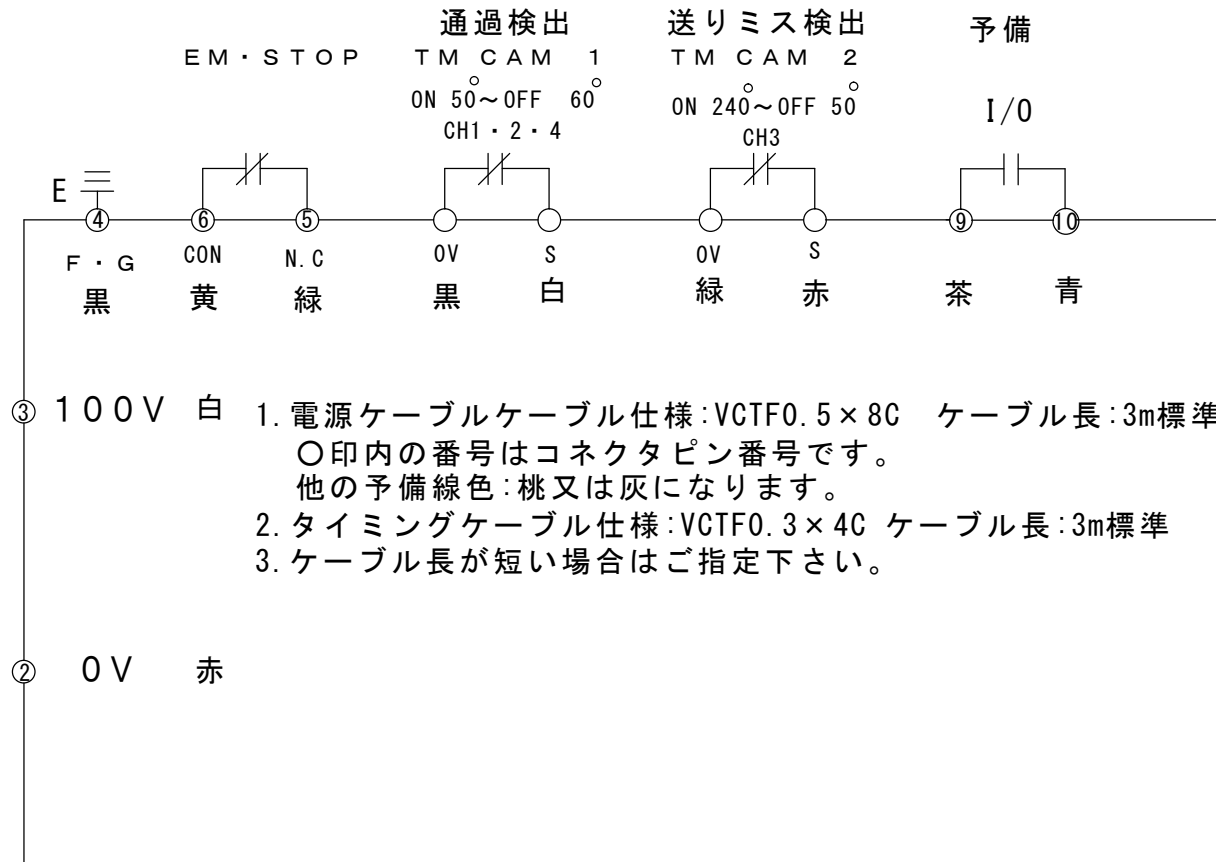 通過検出 送りミス検出 予備
EM・STOP TM CAM 1 TM CAM 2
ON 50°~OFF 60° ON 240°~OFF 50° I/O
CH1・2・4 CH3
E
④ ⑥ ⑤ ⑨ ⑩
F・G CON N.C 0V S 0V S
黒 黄 緑 黒 白 緑 赤 茶 青
③ 100V 白
1.電源ケーブルケーブル仕様:VCTF0.5×8C ケーブル長:3m標準
○印内の番号はコネクタピン番号です。
他の予備線色:桃又は灰になります。
2.タイミングケーブル仕様:VCTF0.3×4C ケーブル長:3m標準
3.ケーブル長が短い場合はご指定下さい。
② 0V 赤